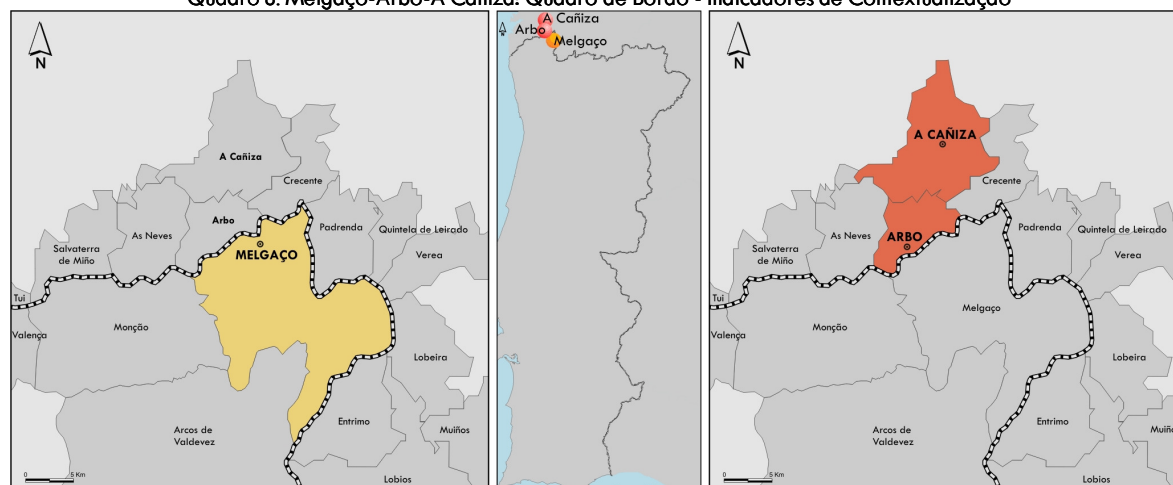 Quadro 8. Melgaço-Arbo-A Cañiza: Quadro de Bordo - Indicadores de Contextualização
N
A Cañiza
Crecente
Arbo
Padrenda
As Neves
Salvaterra
de Miño
Quintela de Leirado
Verea
MELGAÇO
Tui
Valença
Monção
Lobeira
Entrimo
Arcos de
Valdevez
Muiños
Lobios
0 5 Km
A Cañiza
Arbo
Melgaço
N
A CAÑIZA
Crecente
Padrenda
As Neves
ARBO
Salvaterra
de Miño
Quintela de Leirado
Verea
Tui
Valença
Monção
Melgaço
Lobeira
Entrimo
Arcos de
Valdevez
Muiño
Lobios
0 5 Km